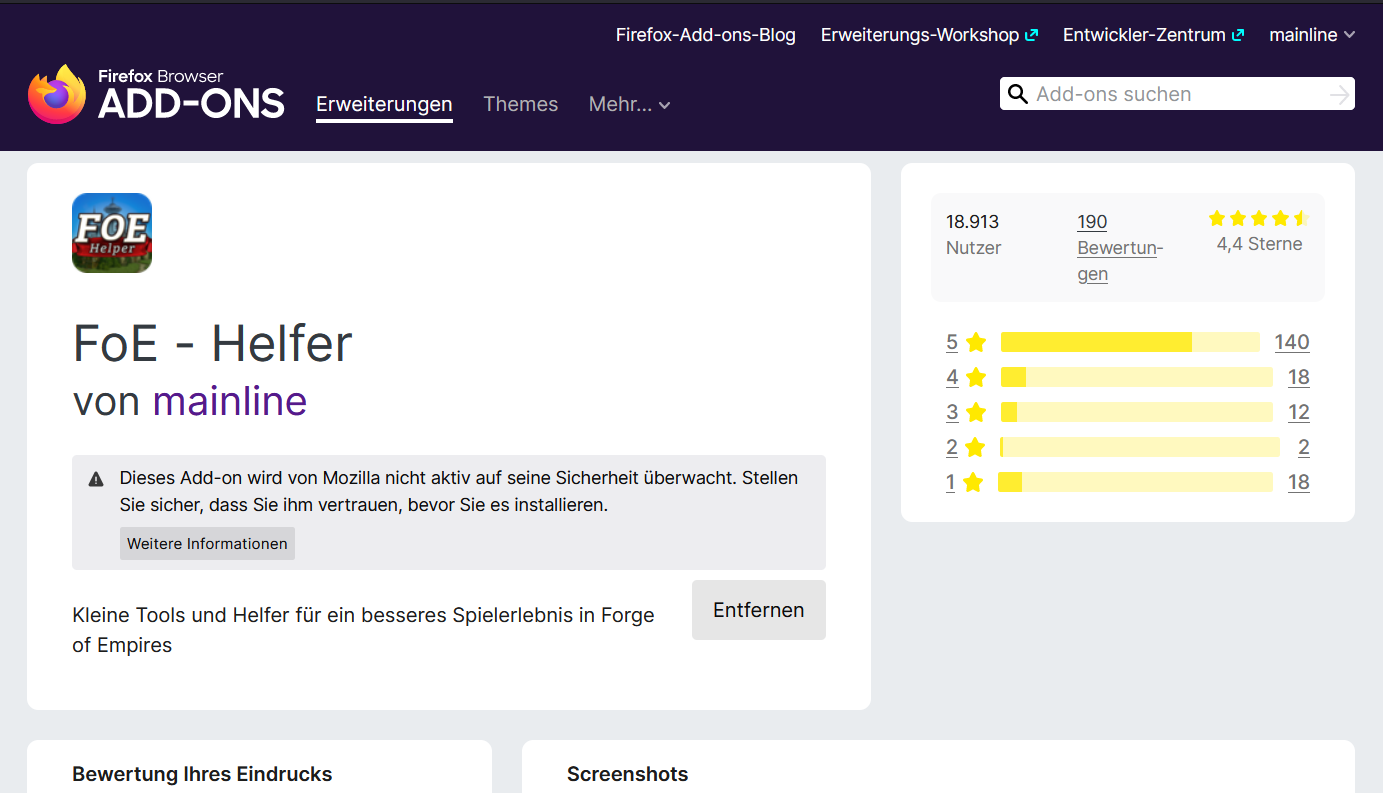 Firefox-Add-ons-Blog
Erweiterungs-Workshop
Entwickler-Zentrum
mainline
Firefox Browser
ADD-ONS
Erweiterungen
Themes
Mehr...
Add-ons suchen
FOE
Helper
FoE - Helfer
von mainline
Dieses Add-on wird von Mozilla nicht aktiv auf seine Sicherheit überwacht. Stellen
Sie sicher, dass Sie ihm vertrauen, bevor Sie es installieren.
Weitere Informationen
Kleine Tools und Helfer für ein besseres Spielerlebnis in Forge
of Empires
Entfernen
18.913
Nutzer
190
Bewertun-
gen
4,4 Sterne
5 140
4 18
3 12
2 2
1 18
Bewertung Ihres Eindrucks
Screenshots